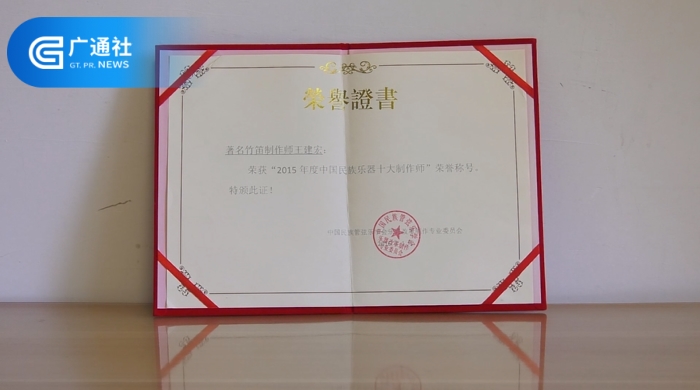 广通社
GT. PR. NEWS
榮譽證書
著名竹笛制作师王建宏：
荣获“2015年度中国民族乐器十大制作师”荣誉称号。
特颁此证！